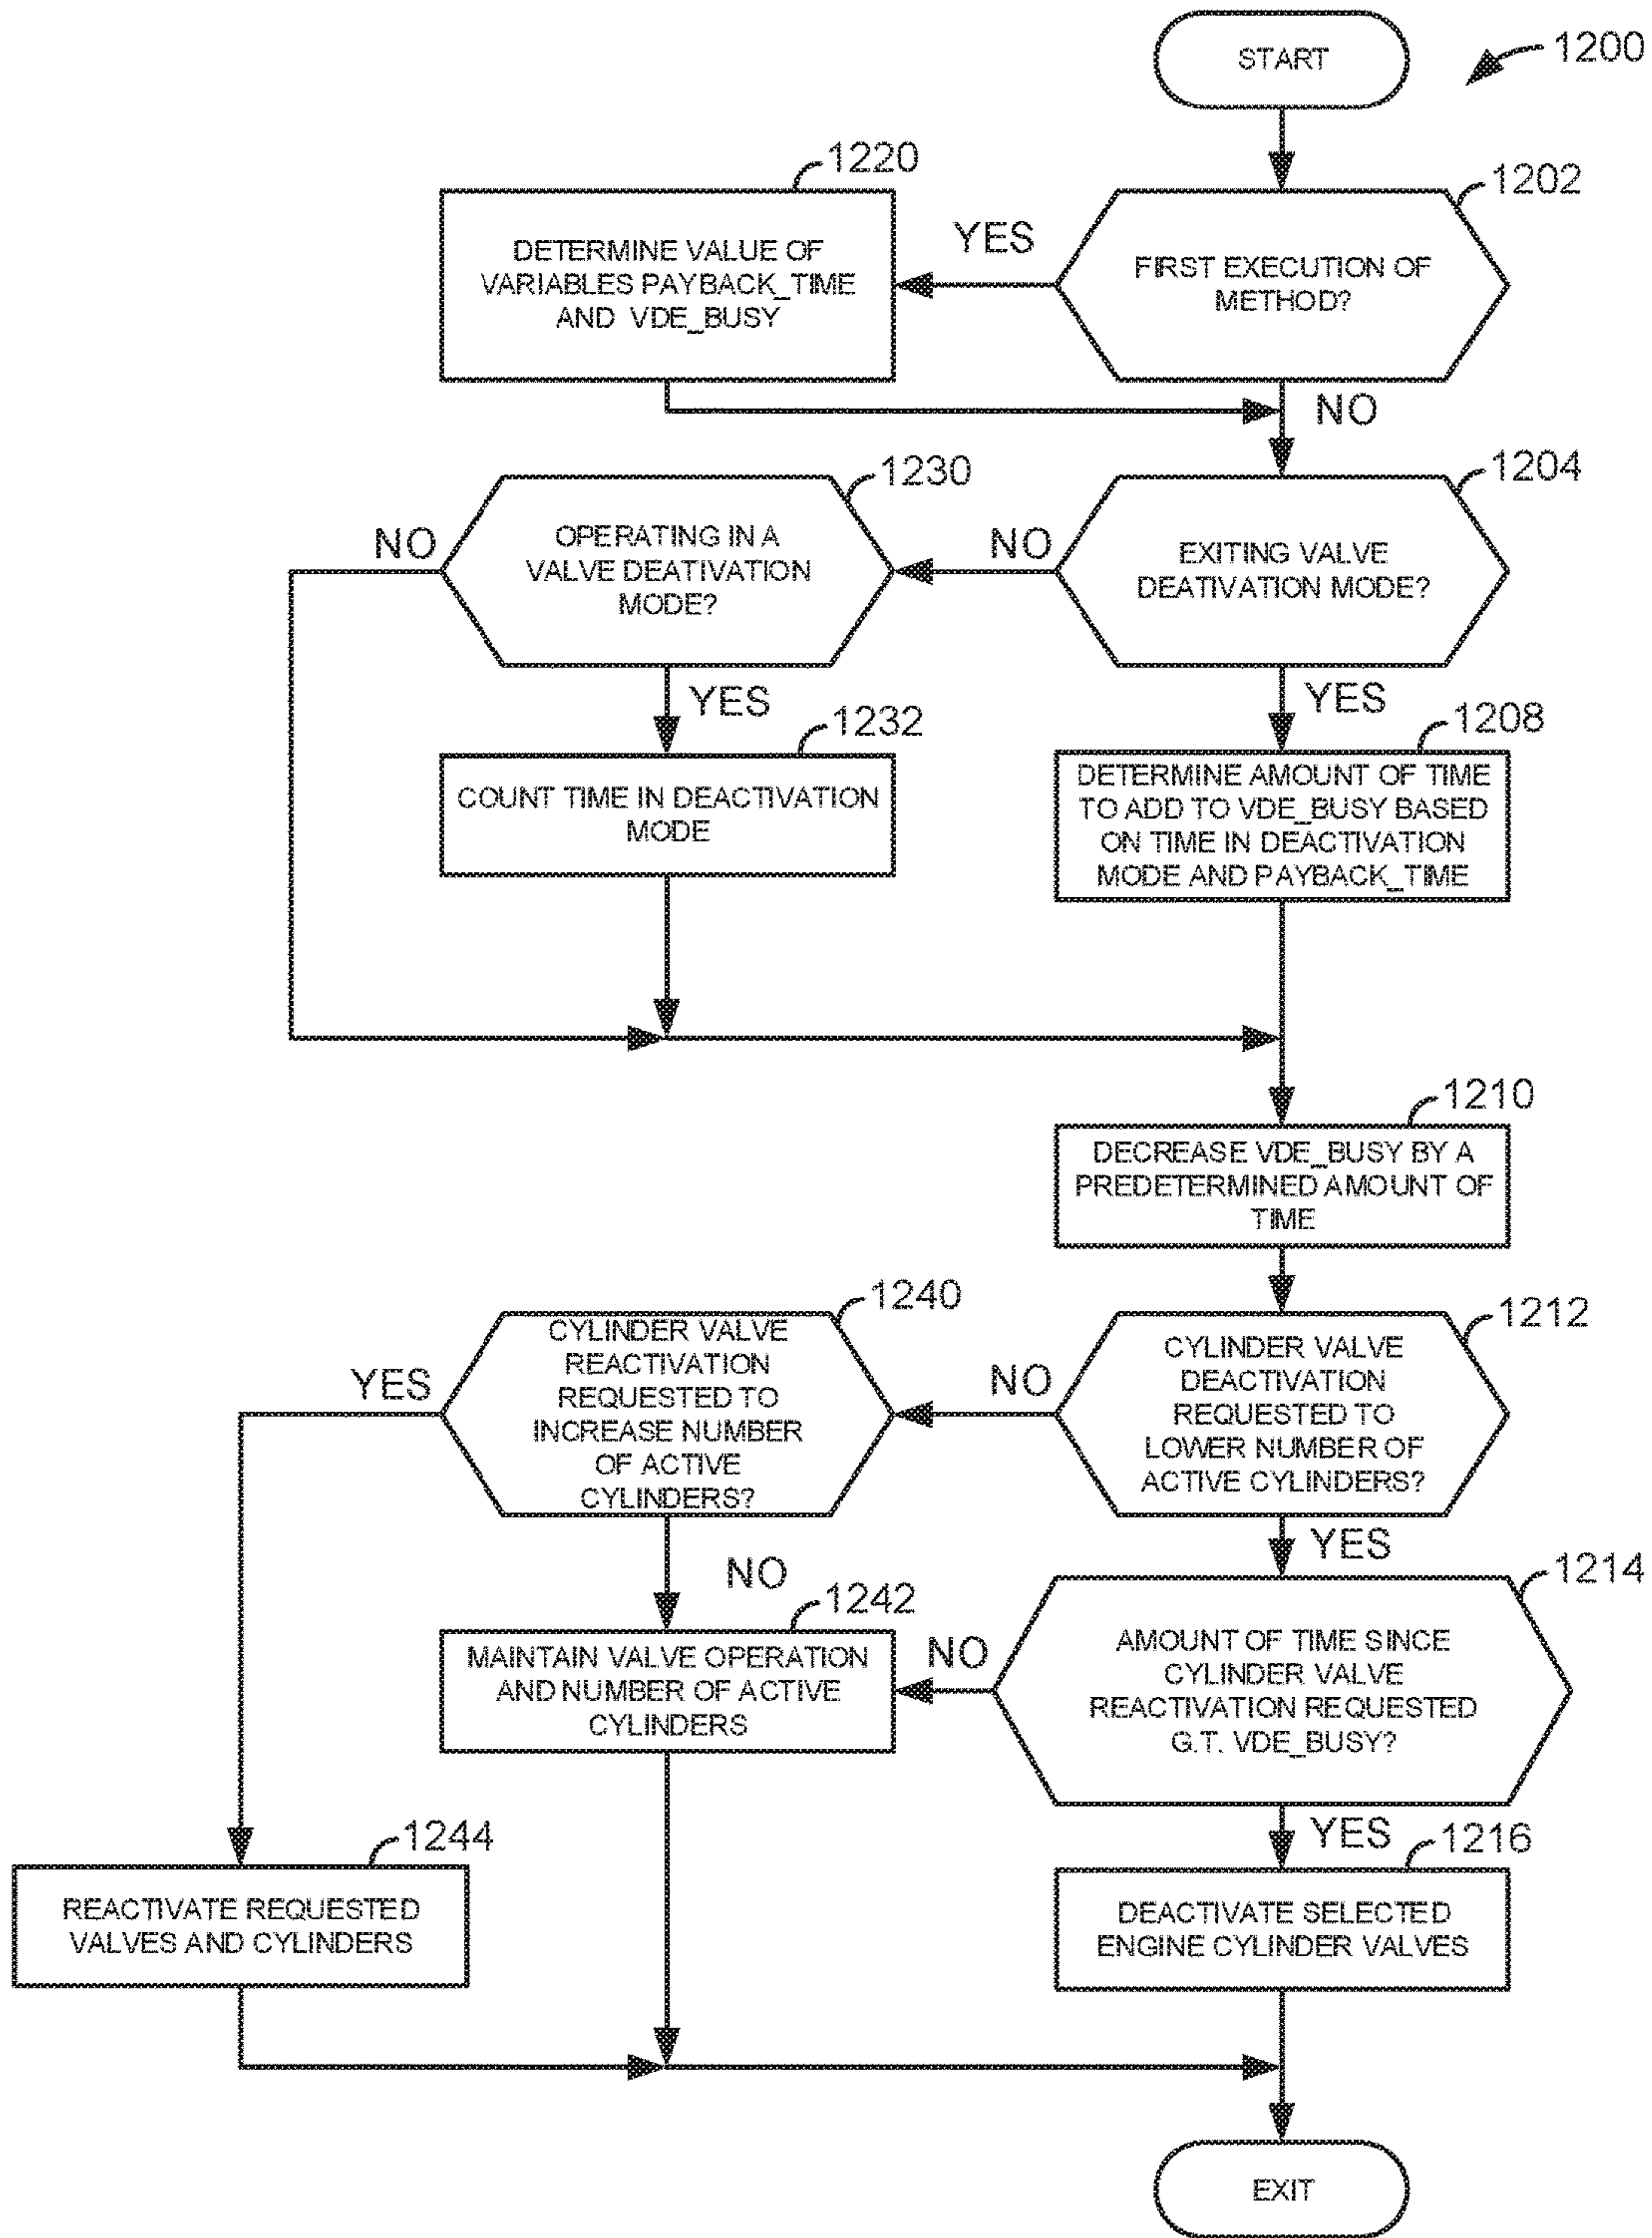 START
1200
1220
1202
DETERMINE VALUE OF
VARIABLES PAYBACK_TIME
AND VDE_BUSY
YES
FIRST EXECUTION OF
METHOD?
NO
1230
1204
NO
OPERATING IN A
VALVE DEATIVATION
MODE?
NO
EXITING VALVE
DEATIVATION MODE?
YES
1232
YES
1208
COUNT TIME IN DEACTIVATION
MODE
DETERMINE AMOUNT OF TIME
TO ADD TO VDE_BUSY BASED
ON TIME IN DEACTIVATION
MODE AND PAYBACK_TIME
1210
DECREASE VDE_BUSY BY A
PREDETERMINED AMOUNT OF
TIME
1240
1212
YES
CYLINDER VALVE
REACTIVATION
REQUESTED TO
INCREASE NUMBER
OF ACTIVE
CYLINDERS?
NO
CYLINDER VALVE
DEACTIVATION
REQUESTED TO
LOWER NUMBER OF
ACTIVE CYLINDERS?
NO
YES
1242
1214
MAINTAIN VALVE OPERATION
AND NUMBER OF ACTIVE
CYLINDERS
NO
AMOUNT OF TIME SINCE
CYLINDER VALVE
REACTIVATION REQUESTED
G.T. VDE_BUSY?
1244
YES
1216
REACTIVATE REQUESTED
VALVES AND CYLINDERS
DEACTIVATE SELECTED
ENGINE CYLINDER VALVES
EXIT